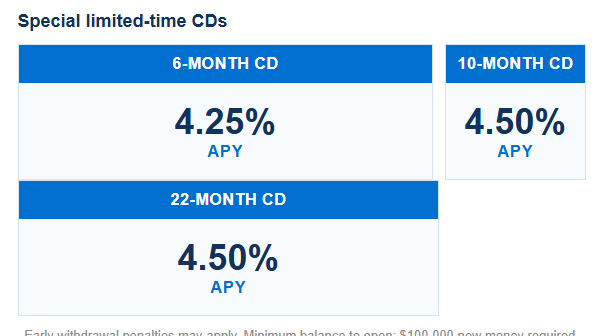 Special limited-time CDs
6-MONTH CD
4.25%
APY
10-MONTH CD
4.50%
APY
22-MONTH CD
4.50%
APY
Early withdrawal penalties may apply. Minimum balance to open: $100,000 new money required.